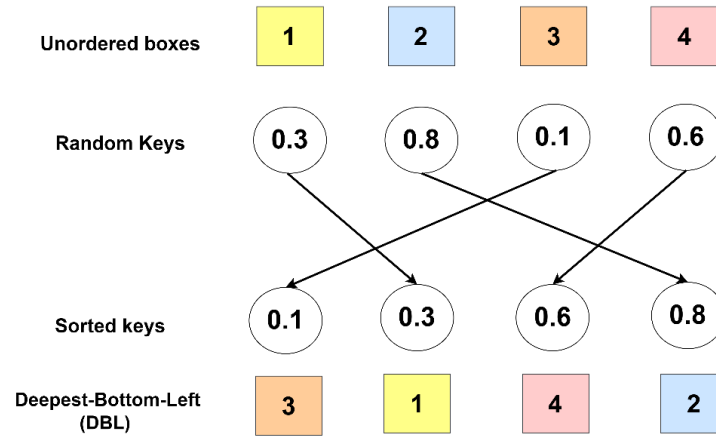 Unordered boxes 1 2 3 4
Random Keys 0.3 0.8 0.1 0.6
Sorted keys 0.1 0.3 0.6 0.8
Deepest-Bottom-Left
(DBL) 3 1 4 2